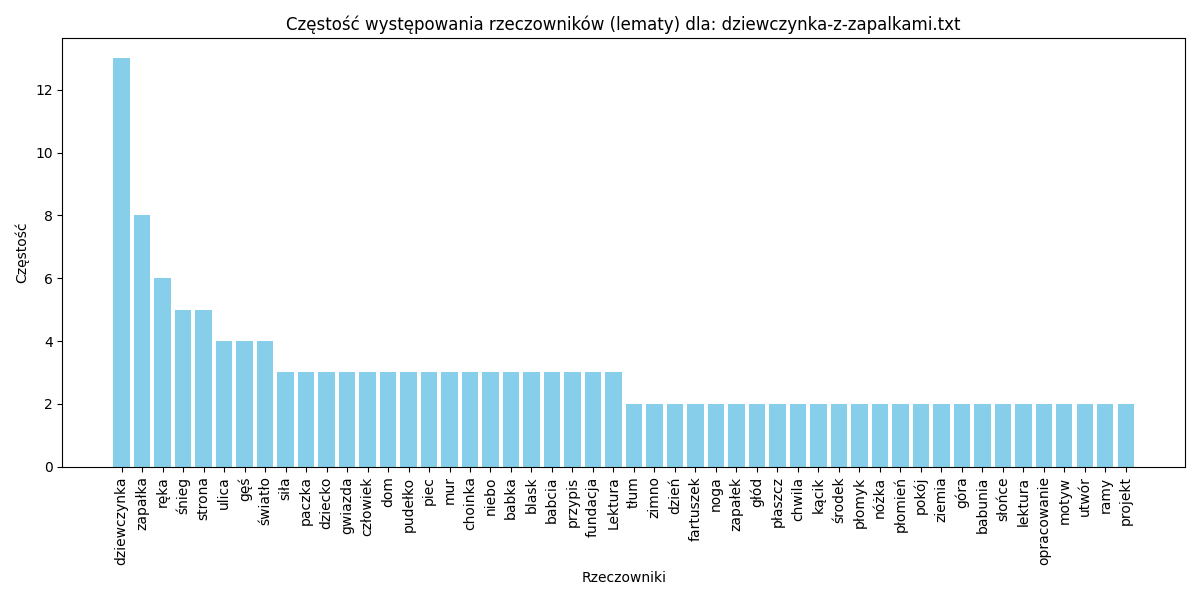 Częstość występowania rzeczowników (lematy) dla: dziewczynka-z-zapalkami.txt
Częstość
12
10
8
6
4
2
0
dziewczynka
zapałka
ręka
śnieg
strona
ulica
gęś
światło
siła
paczka
dziecko
gwiazda
człowiek
dom
pudełko
piec
mur
choinka
niebo
babka
blask
babcia
przypis
fundacja
Lektura
tłum
zimno
dzień
fartuszek
noga
zapałek
głód
płaszcz
chwila
kącik
środek
płomyk
nóżka
płomień
pokój
ziemia
góra
babunia
słońce
lektura
opracowanie
motyw
utwór
ramy
projekt
Rzeczowniki